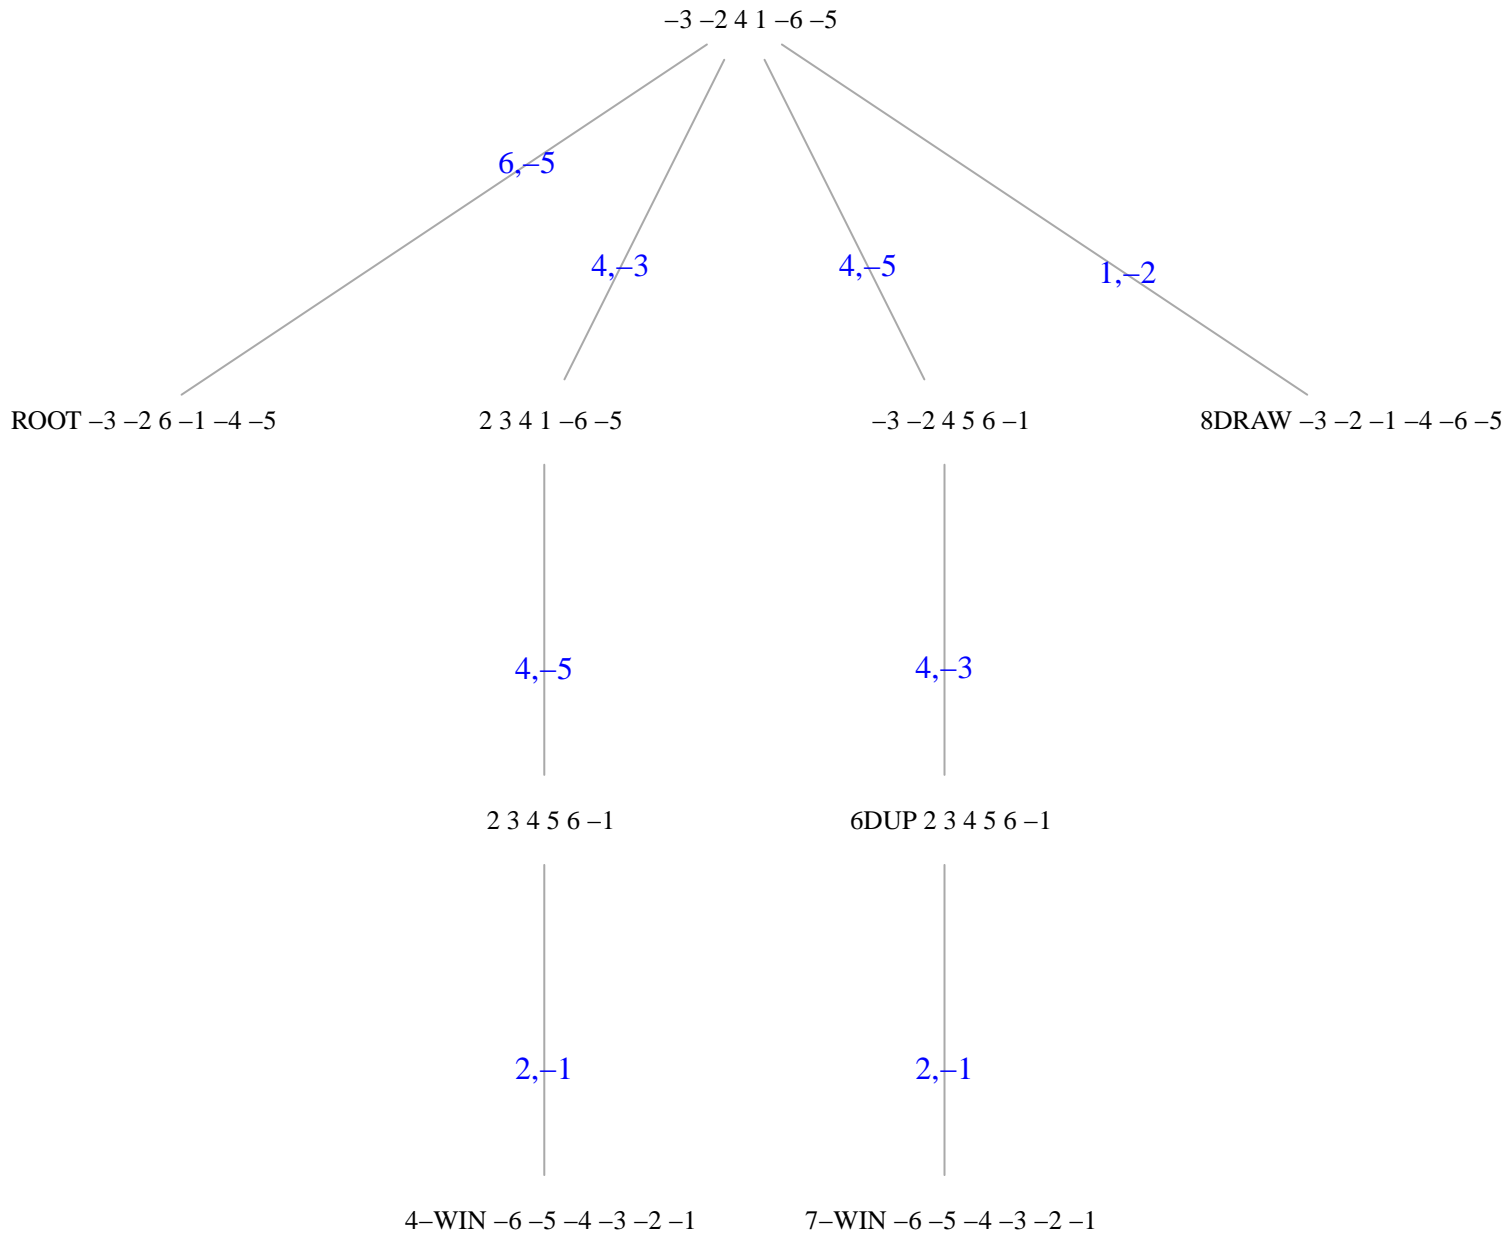 –3 –2 4 1 –6 –5
6,–5
4,–3
4,–5
1,–2
ROOT –3 –2 6 –1 –4 –5
2 3 4 1 –6 –5
–3 –2 4 5 6 –1
8DRAW –3 –2 –1 –4 –6 –5
4,–5
4,–3
2 3 4 5 6 –1
6DUP 2 3 4 5 6 –1
2,–1
2,–1
4–WIN –6 –5 –4 –3 –2 –1
7–WIN –6 –5 –4 –3 –2 –1